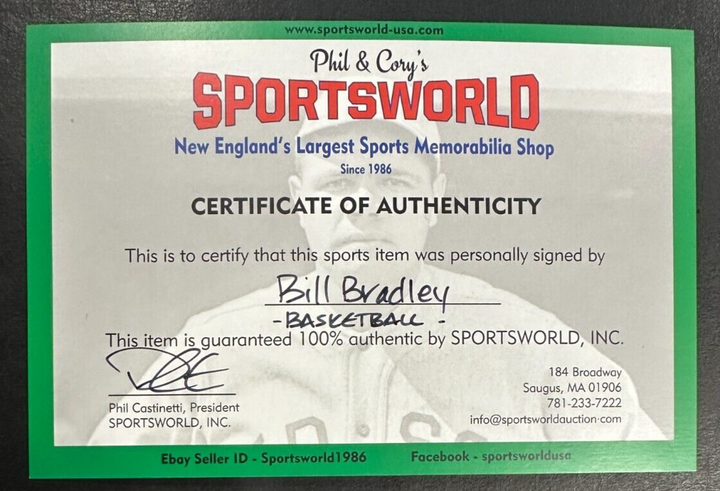 www.sportsworld-usa.com
Phil & Cory's
SPORTSWORLD
New England's Largest Sports Memorabilia Shop
Since 1986
CERTIFICATE OF AUTHENTICITY
This is to certify that this sports item was personally signed by
Bill Bradley
- BASKETBALL -
This item is guaranteed 100% authentic by SPORTSWORLD, INC.
Phil Castinetti, President
SPORTSWORLD, INC.
184 Broadway
Saugus, MA 01906
781-233-7222
info@sportsworldauction.com
Ebay Seller ID - Sportsworld1986 Facebook - sportsworldusa